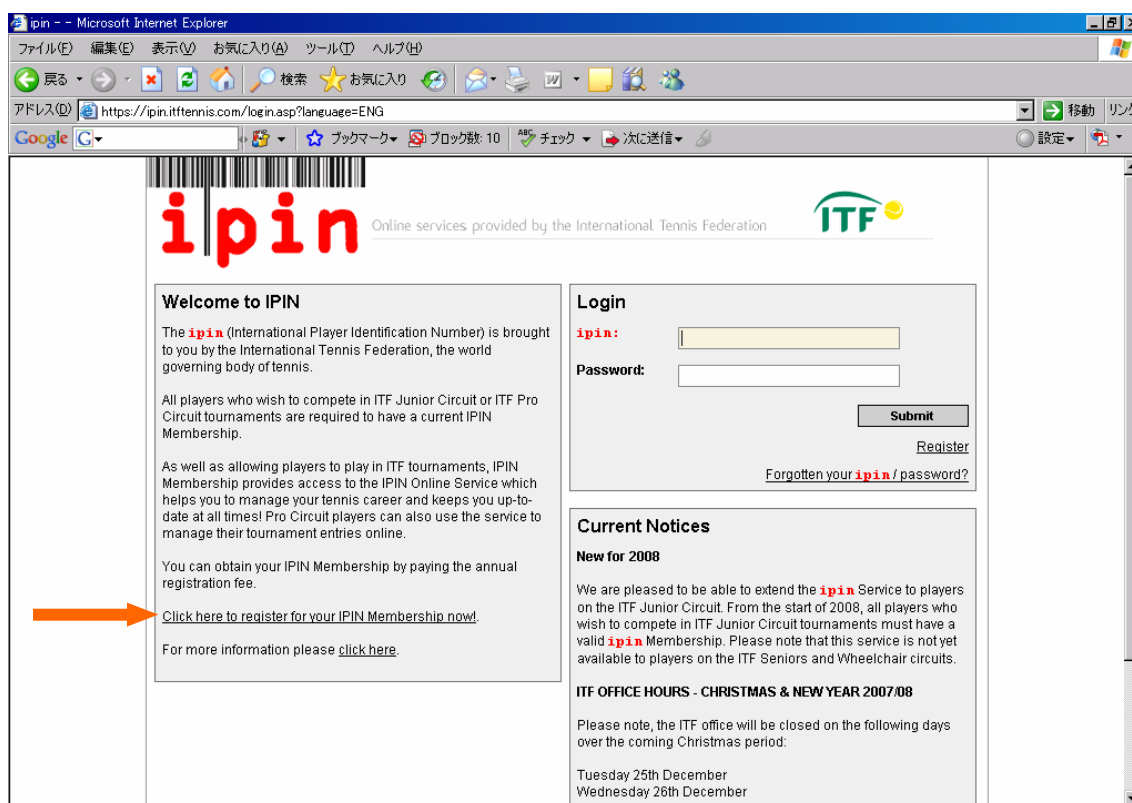 ipin - - Microsoft Internet Explorer
ファイル(F) 編集(E) 表示(V) お気に入り(A) ツール(T) ヘルプ(H)
戻る 検索 お気に入り
アドレス(D) https://ipin.itftennis.com/login.asp?language=ENG 移動 リンク
Google G ブックマーク ブロック数: 10 ABC チェック 次に送信 設定
ipin
Online services provided by the International Tennis Federation
ITF
Welcome to IPIN
The ipin (International Player Identification Number) is brought
to you by the International Tennis Federation, the world
governing body of tennis.
All players who wish to compete in ITF Junior Circuit or ITF Pro
Circuit tournaments are required to have a current IPIN
Membership.
As well as allowing players to play in ITF tournaments, IPIN
Membership provides access to the IPIN Online Service which
helps you to manage your tennis career and keeps you up-to-
date at all times! Pro Circuit players can also use the service to
manage their tournament entries online.
You can obtain your IPIN Membership by paying the annual
registration fee.
Click here to register for your IPIN Membership now!.
For more information please click here.
Login
ipin:
Password:
Submit
Register
Forgotten your ipin / password?
Current Notices
New for 2008
We are pleased to be able to extend the ipin Service to players
on the ITF Junior Circuit. From the start of 2008, all players who
wish to compete in ITF Junior Circuit tournaments must have a
valid ipin Membership. Please note that this service is not yet
available to players on the ITF Seniors and Wheelchair circuits.
ITF OFFICE HOURS - CHRISTMAS & NEW YEAR 2007/08
Please note, the ITF office will be closed on the following days
over the coming Christmas period:
Tuesday 25th December
Wednesday 26th December